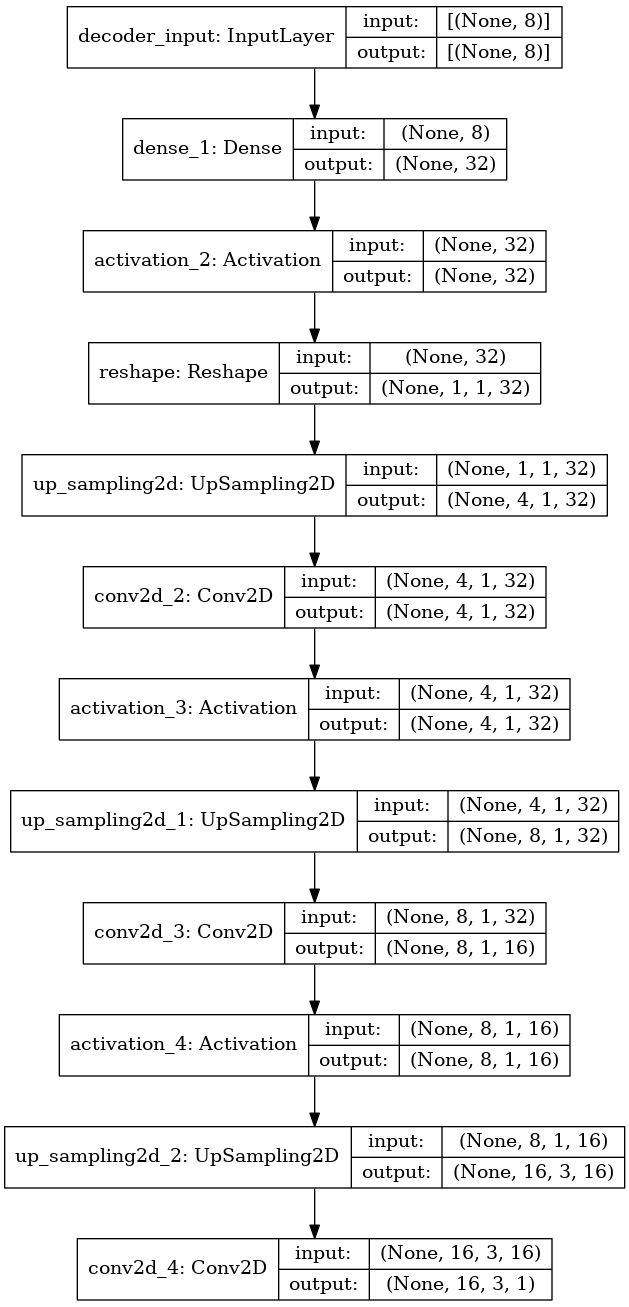 decoder_input: InputLayer
input:
[(None, 8)]
output:
[(None, 8)]
dense_1: Dense
input:
(None, 8)
output:
(None, 32)
activation_2: Activation
input:
(None, 32)
output:
(None, 32)
reshape: Reshape
input:
(None, 32)
output:
(None, 1, 1, 32)
up_sampling2d: UpSampling2D
input:
(None, 1, 1, 32)
output:
(None, 4, 1, 32)
conv2d_2: Conv2D
input:
(None, 4, 1, 32)
output:
(None, 4, 1, 32)
activation_3: Activation
input:
(None, 4, 1, 32)
output:
(None, 4, 1, 32)
up_sampling2d_1: UpSampling2D
input:
(None, 4, 1, 32)
output:
(None, 8, 1, 32)
conv2d_3: Conv2D
input:
(None, 8, 1, 32)
output:
(None, 8, 1, 16)
activation_4: Activation
input:
(None, 8, 1, 16)
output:
(None, 8, 1, 16)
up_sampling2d_2: UpSampling2D
input:
(None, 8, 1, 16)
output:
(None, 16, 3, 16)
conv2d_4: Conv2D
input:
(None, 16, 3, 16)
output:
(None, 16, 3, 1)